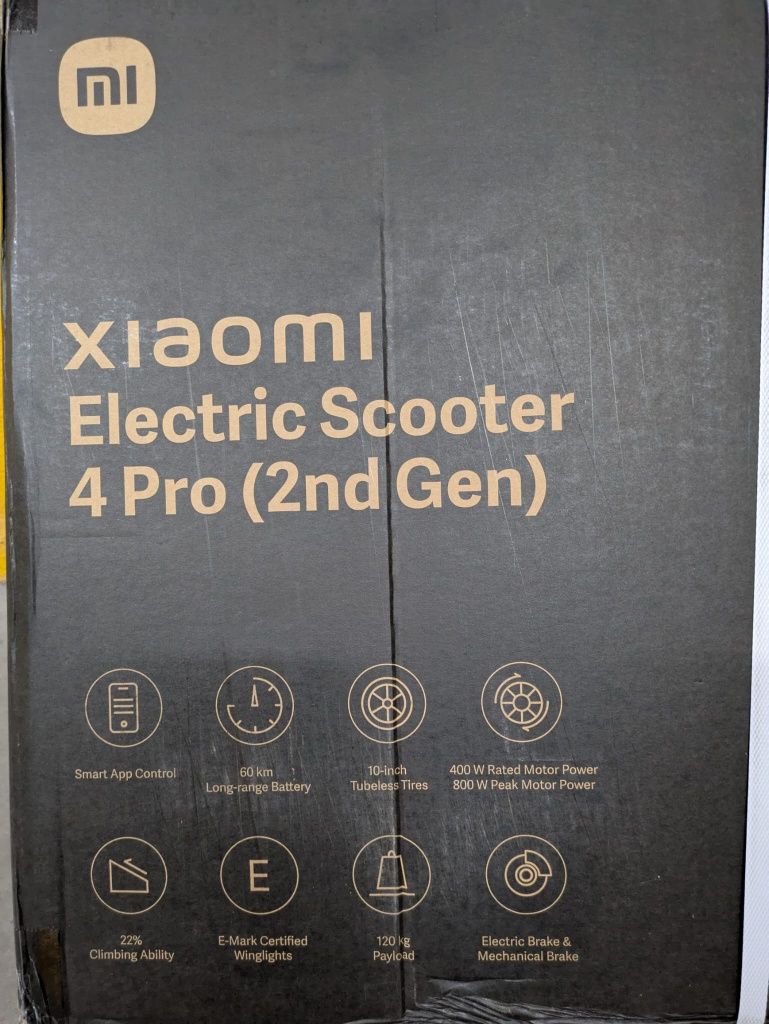 mi
xiaomi
Electric Scooter
4 Pro (2nd Gen)
Smart App Control
60 km
Long-range Battery
10-inch
Tubeless Tires
400 W Rated Motor Power
800 W Peak Motor Power
22%
Climbing Ability
E
E-Mark Certified
Winglights
120 kg
Payload
Electric Brake &
Mechanical Brake